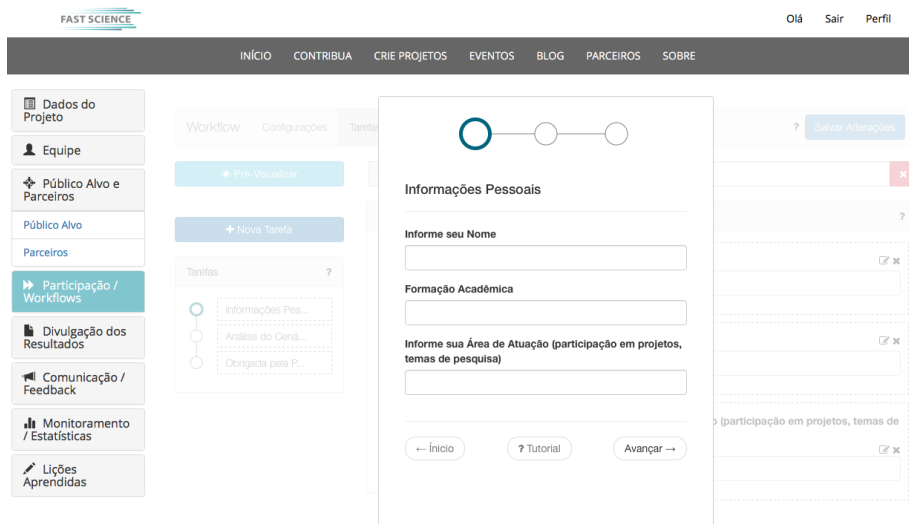 FAST SCIENCE
Olá Sair Perfil
INÍCIO CONTRIBUA CRIE PROJETOS EVENTOS BLOG PARCEIROS SOBRE
Dados do
Projeto
Equipe
Público Alvo e
Parceiros
Público Alvo
Parceiros
Participação /
Workflows
Divulgação dos
Resultados
Comunicação /
Feedback
Monitoramento
/ Estatísticas
Lições
Aprendidas
Workflow Configurações Tarefas
? Salvar Alterações
Pré-Visualizar
+ Nova Tarefa
Tarefas ?
Informações Pes...
Análise do Cená...
Obrigada pela P...
Informações Pessoais
Informe seu Nome
Formação Acadêmica
Informe sua Área de Atuação (participação em projetos,
temas de pesquisa)
← Ínicio
? Tutorial
Avançar →
?
(participação em projetos, temas de